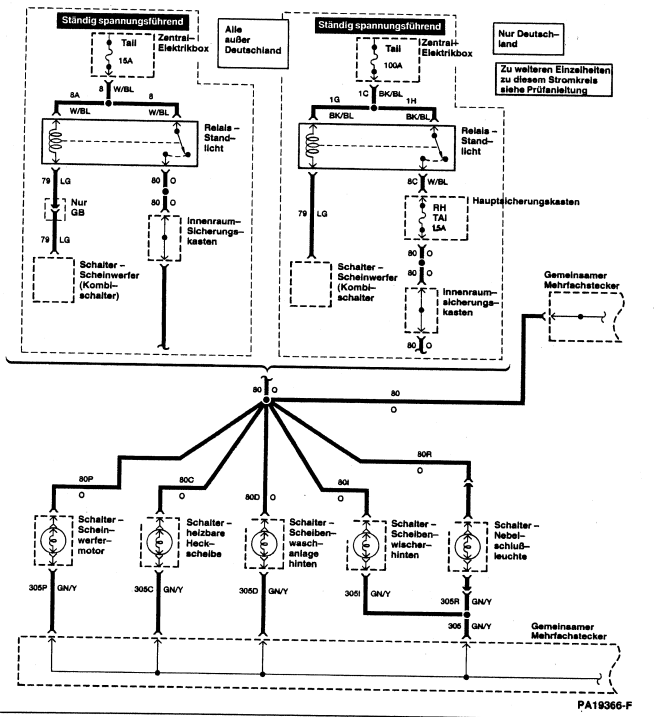 Ständig spannungsführend
Tail
15A
Zentral-
Elektrikbox
8
W/BL
8A
8
W/BL
W/BL
Relais -
Stand-
licht
79
LG
80
O
Nur
GB
80
O
79
LG
Innenraum-
Sicherungs-
kasten
Schalter -
Scheinwerfer
(Kombi-
schalter)
Alle
außer
Deutschland
Ständig spannungsführend
Tail
100A
Zentral-
Elektrikbox
1C
BK/BL
1G
1H
BK/BL
BK/BL
Relais -
Stand-
licht
8C
W/BL
79
LG
Hauptsicherungskasten
RH
TAI
15A
80
O
80
O
Schalter -
Scheinwerfer
(Kombi-
schalter
Innenraum-
sicherungs-
kasten
80
O
Nur Deutsch-
land
Zu weiteren Einzelheiten
zu diesem Stromkreis
siehe Prüfanleitung
Gemeinsamer
Mehrfachstecker
80
O
80
O
80P
O
80C
O
80D
O
80I
O
80R
O
Schalter -
Schein-
werfer-
motor
Schalter -
heizbare
Heck-
scheibe
Schalter -
Scheiben-
wasch-
anlage
hinten
Schalter -
Scheiben-
wischer-
hinten
Schalter -
Nebel-
schluß-
leuchte
305P
GN/Y
305C
GN/Y
305D
GN/Y
305I
GN/Y
305R
GN/Y
305
GN/Y
Gemeinsamer
Mehrfachstecker
PA19366-F